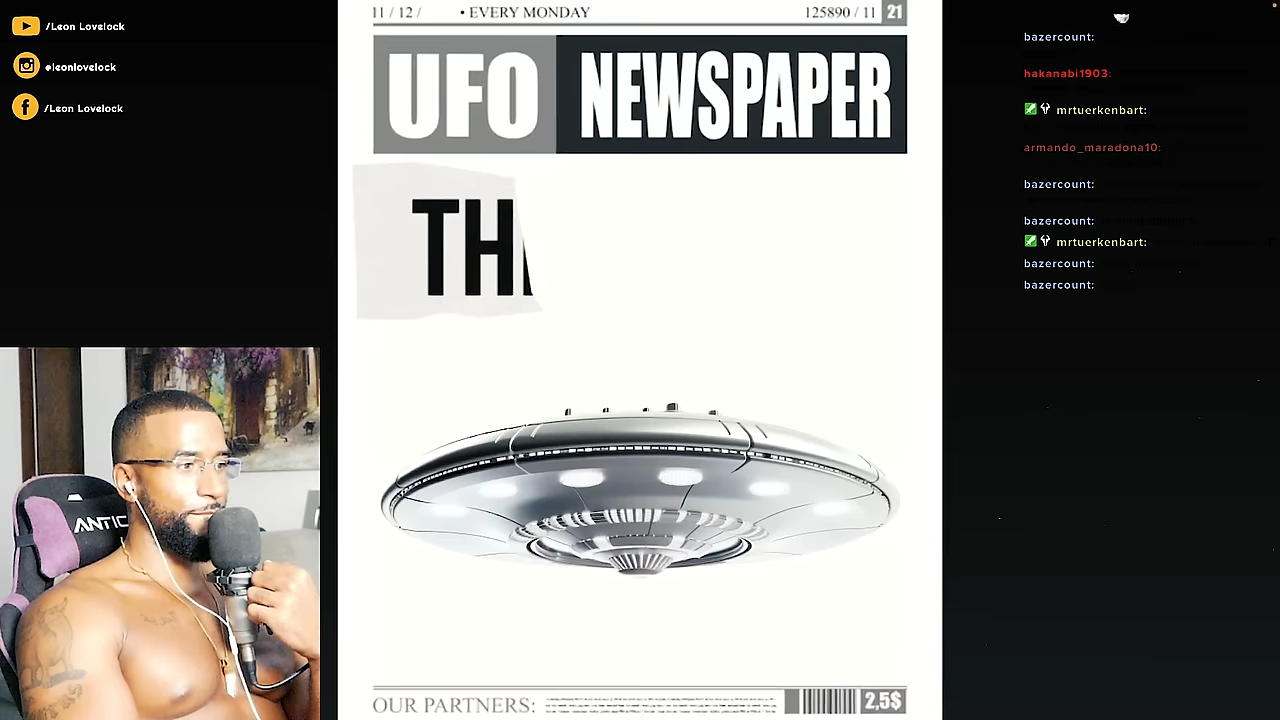 /Leon Lovelock
@leonlovelock
/Leon Lovelock
11 / 12 / • EVERY MONDAY 125890 / 11 21
UFO NEWSPAPER
TH
OUR PARTNERS: 2,5$
ANTIC
bazercount:
hakanabi1903:
mrtuerkenbart:
armando_maradona10:
bazercount:
bazercount:
mrtuerkenbart:
bazercount:
bazercount: